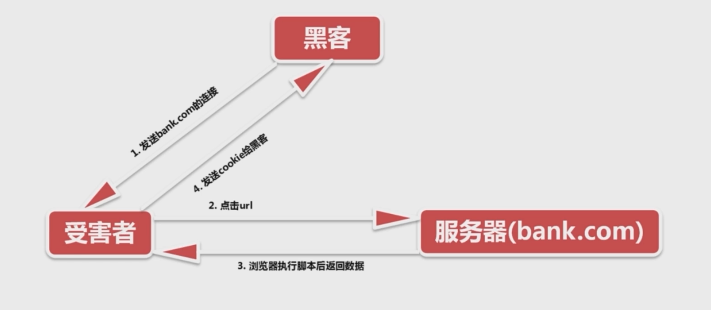 黑客
1. 发送bank.com的连接
4. 发送cookie给黑客
2. 点击url
受害者
服务器(bank.com)
3. 浏览器执行脚本后返回数据